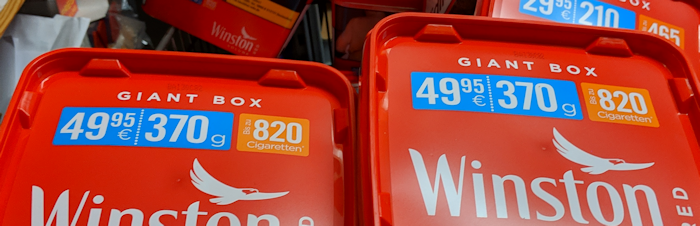 GIANT BOX
49.95 € 370 g
Bis zu 820 Cigaretten*
Winston
GIANT BOX
49.95 € 370 g
Bis zu 820 Cigaretten*
Winston
RED
Winston
BOX
29.95 € 210
465